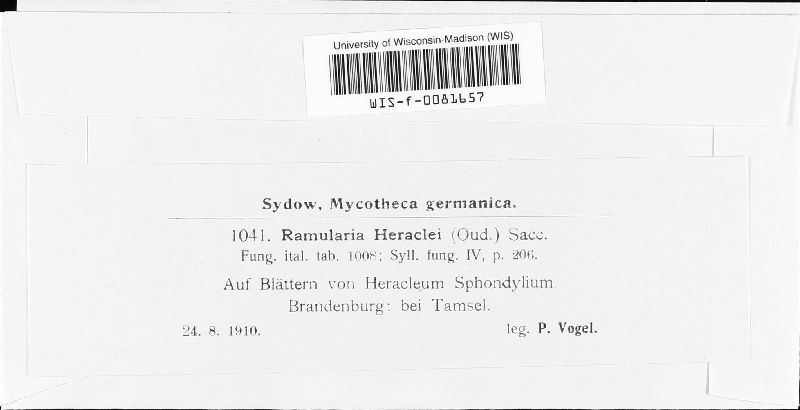 University of Wisconsin-Madison (WIS)
WIS-f-0081657
Sydow, Mycotheca germanica.
1041. Ramularia Heraclei (Oud.) Sacc.
Fung. ital. tab. 1008; Syll. fung. IV, p. 206.
Auf Blättern von Heracleum Sphondylium
Brandenburg: bei Tamsel.
24. 8. 1910. leg. P. Vogel.